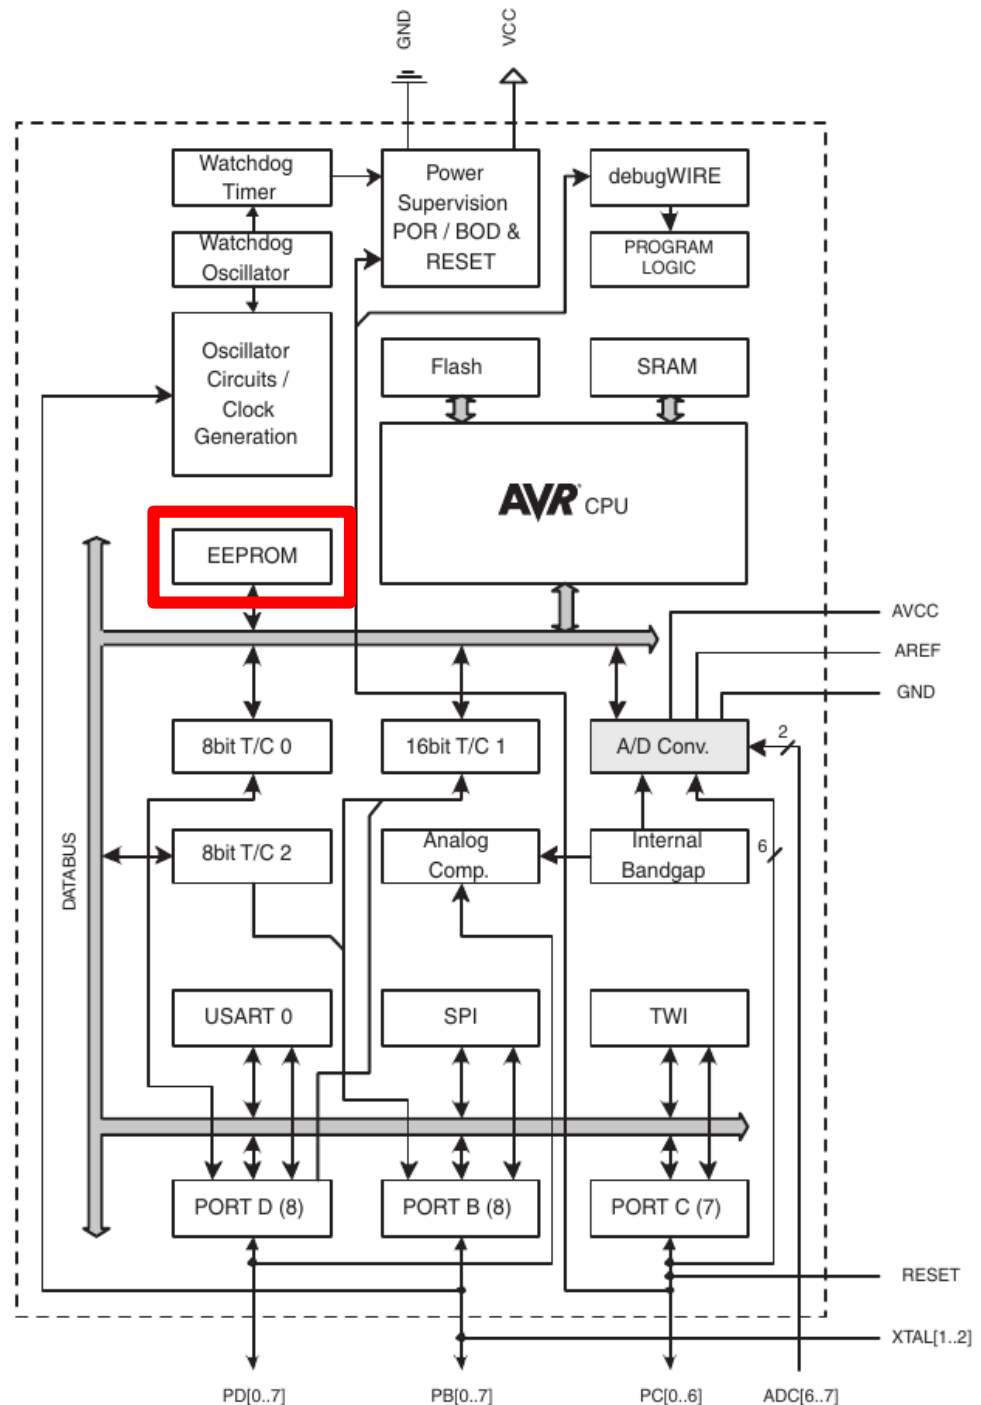 GND
VCC
Watchdog
Timer
Power
Supervision
POR / BOD &
RESET
debugWIRE
Watchdog
Oscillator
PROGRAM
LOGIC
Oscillator
Circuits /
Clock
Generation
Flash
SRAM
AVR® CPU
EEPROM
AVCC
AREF
GND
8bit T/C 0
16bit T/C 1
A/D Conv.
2
DATABUS
8bit T/C 2
Analog
Comp.
Internal
Bandgap
6
USART 0
SPI
TWI
PORT D (8)
PORT B (8)
PORT C (7)
RESET
XTAL[1..2]
PD[0..7]
PB[0..7]
PC[0..6]
ADC[6..7]